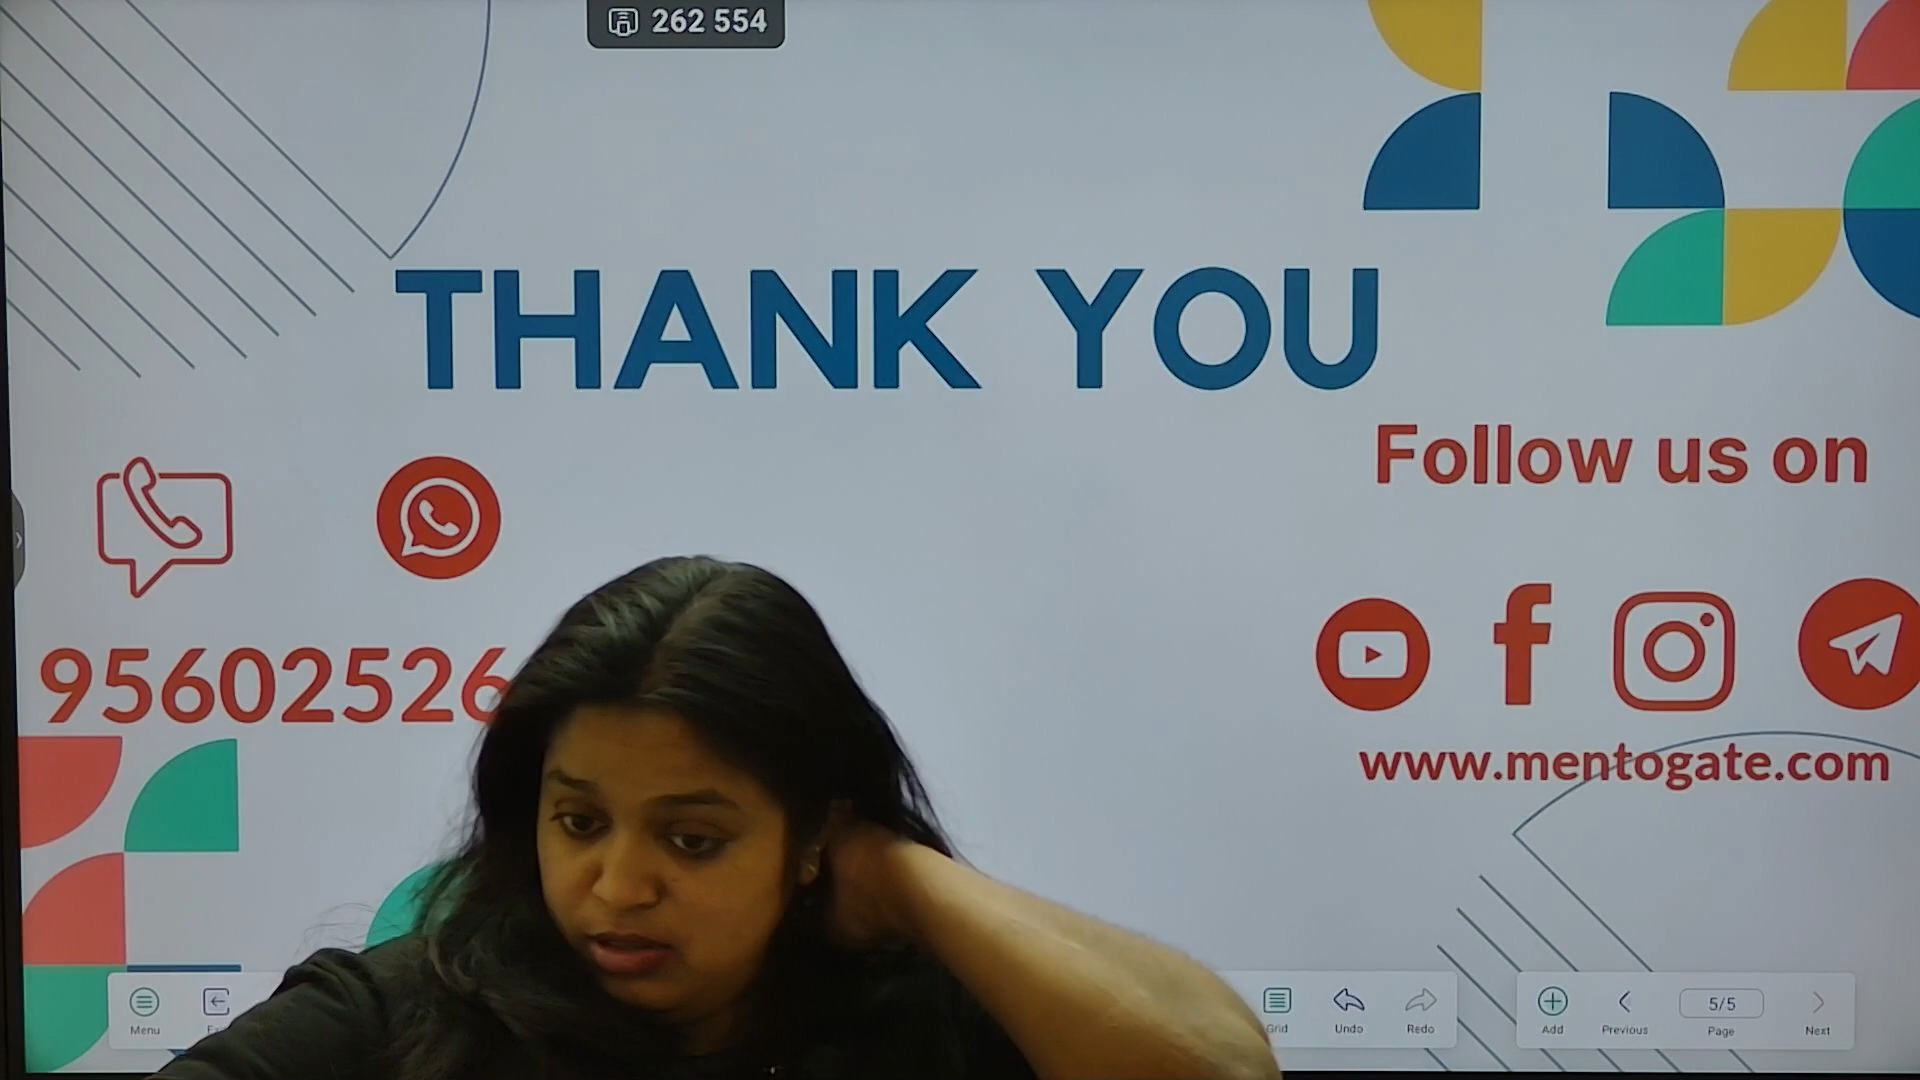 262 554
THANK YOU
Follow us on
95602526
www.mentogate.com
Menu
Grid
Undo
Redo
Add
Previous
5/5
Page
Next